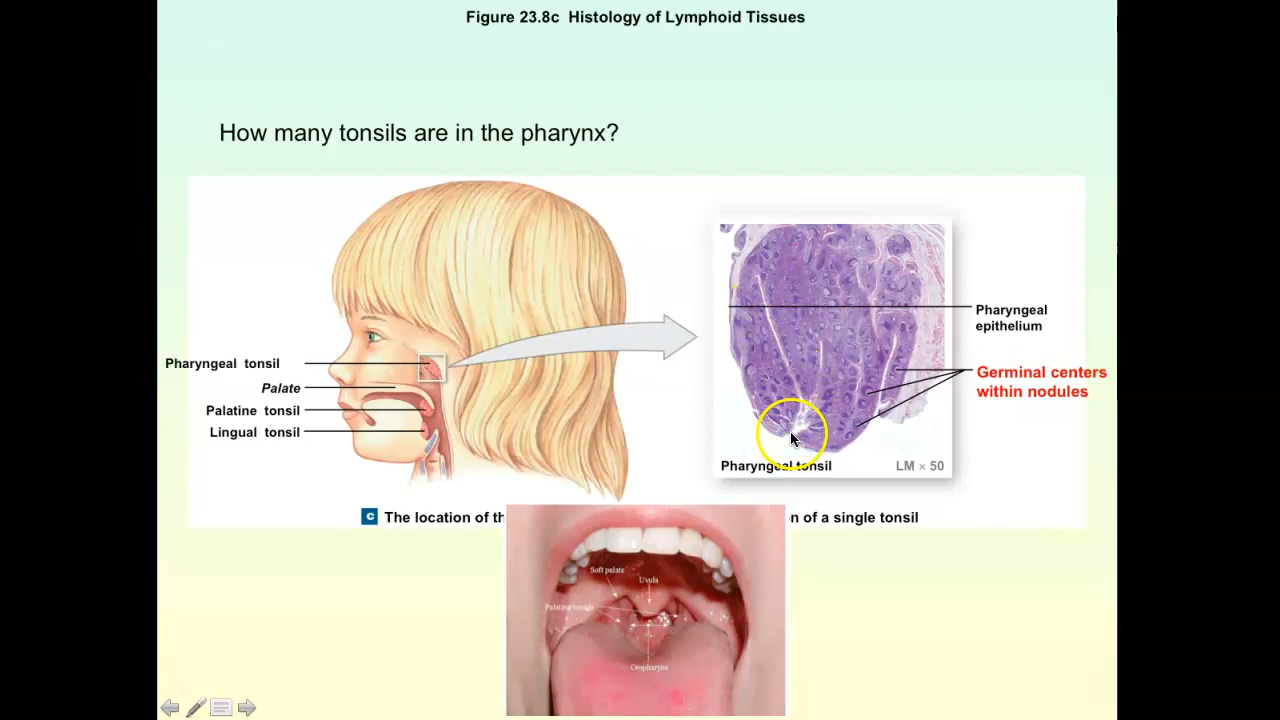 Figure 23.8c Histology of Lymphoid Tissues
How many tonsils are in the pharynx?
Pharyngeal tonsil
Palate
Palatine tonsil
Lingual tonsil
Pharyngeal
epithelium
Germinal centers
within nodules
Pharyngeal tonsil
LM × 50
c The location of th
n of a single tonsil
Soft palate
Uvula
Palatine tonsils
Oropharynx